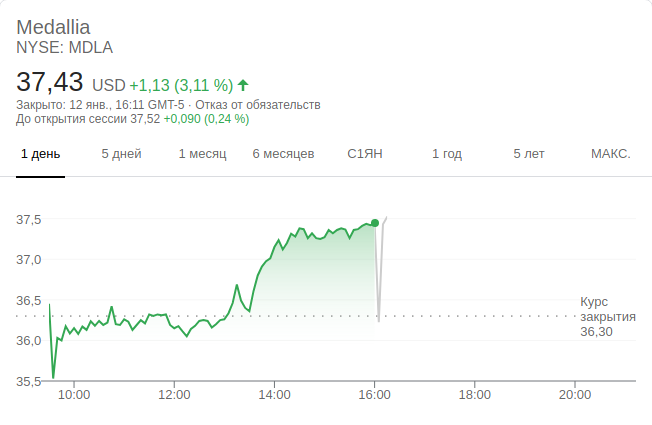 Medallia
NYSE: MDLA
37,43 USD +1,13 (3,11 %)
Закрыто: 12 янв., 16:11 GMT-5 · Отказ от обязательств
До открытия сессии 37,52 +0,090 (0,24 %)
1 день 5 дней 1 месяц 6 месяцев С1ЯН 1 год 5 лет МАКС.
37,5
37,0
36,5
36,0
35,5
Курс
закрытия
36,30
10:00 12:00 14:00 16:00 18:00 20:00